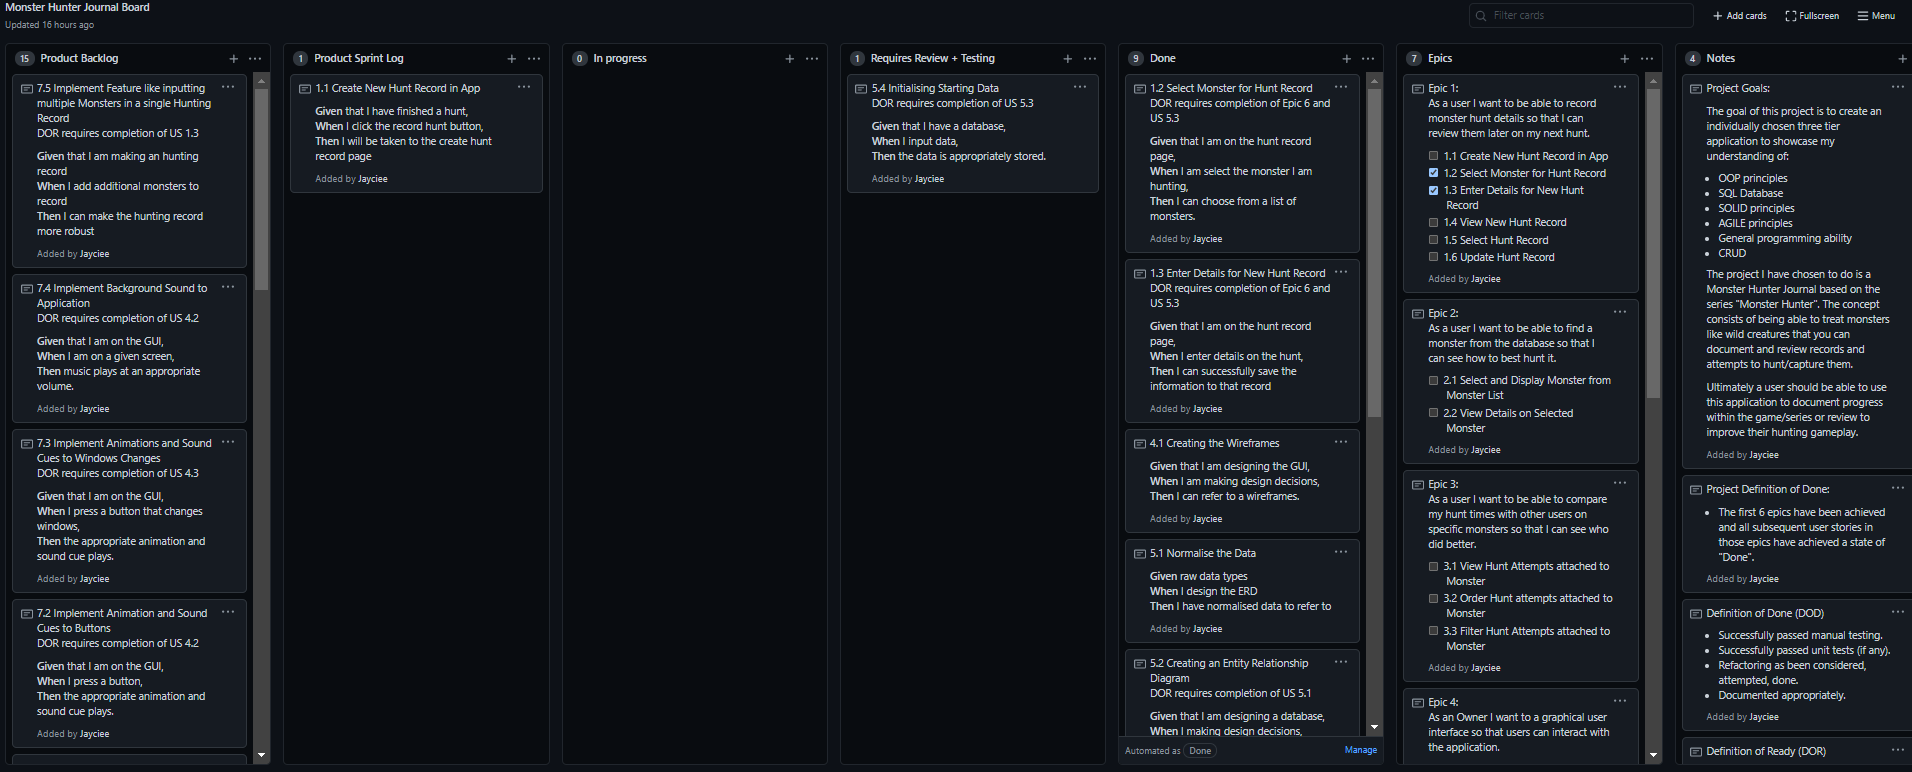 Monster Hunter Journal Board
Updated 16 hours ago
Filter cards
Add cards
Fullscreen
Menu
15 Product Backlog
7.5 Implement Feature like inputting
multiple Monsters in a single Hunting
Record
DOR requires completion of US 1.3
Given that I am making an hunting
record
When I add additional monsters to
record
Then I can make the hunting record
more robust
Added by Jayciee
7.4 Implement Background Sound to
Application
DOR requires completion of US 4.2
Given that I am on the GUI,
When I am on a given screen,
Then music plays at an appropriate
volume.
Added by Jayciee
7.3 Implement Animations and Sound
Cues to Windows Changes
DOR requires completion of US 4.3
Given that I am on the GUI,
When I press a button that changes
windows,
Then the appropriate animation and
sound cue plays.
Added by Jayciee
7.2 Implement Animation and Sound
Cues to Buttons
DOR requires completion of US 4.2
Given that I am on the GUI,
When I press a button,
Then the appropriate animation and
sound cue plays.
Added by Jayciee
1 Product Sprint Log
1.1 Create New Hunt Record in App
Given that I have finished a hunt,
When I click the record hunt button,
Then I will be taken to the create hunt
record page
Added by Jayciee
0 In progress
1 Requires Review + Testing
5.4 Initialising Starting Data
DOR requires completion of US 5.3
Given that I have a database,
When I input data,
Then the data is appropriately stored.
Added by Jayciee
9 Done
1.2 Select Monster for Hunt Record
DOR requires completion of Epic 6 and
US 5.3
Given that I am on the hunt record
page,
When I am select the monster I am
hunting,
Then I can choose from a list of
monsters.
Added by Jayciee
1.3 Enter Details for New Hunt Record
DOR requires completion of Epic 6 and
US 5.3
Given that I am on the hunt record
page,
When I enter details on the hunt,
Then I can successfully save the
information to that record
Added by Jayciee
4.1 Creating the Wireframes
Given that I am designing the GUI,
When I am making design decisions,
Then I can refer to a wireframes.
Added by Jayciee
5.1 Normalise the Data
Given raw data types
When I design the ERD
Then I have normalised data to refer to
Added by Jayciee
5.2 Creating an Entity Relationship
Diagram
DOR requires completion of US 5.1
Given that I am designing a database,
When I making design decisions,
Automated as Done
Manage
7 Epics
Epic 1:
As a user I want to be able to record
monster hunt details so that I can
review them later on my next hunt.
1.1 Create New Hunt Record in App
1.2 Select Monster for Hunt Record
1.3 Enter Details for New Hunt
Record
1.4 View New Hunt Record
1.5 Select Hunt Record
1.6 Update Hunt Record
Added by Jayciee
Epic 2:
As a user I want to be able to find a
monster from the database so that I
can see how to best hunt it.
2.1 Select and Display Monster from
Monster List
2.2 View Details on Selected
Monster
Added by Jayciee
Epic 3:
As a user I want to be able to compare
my hunt times with other users on
specific monsters so that I can see who
did better.
3.1 View Hunt Attempts attached to
Monster
3.2 Order Hunt attempts attached to
Monster
3.3 Filter Hunt Attempts attached to
Monster
Added by Jayciee
Epic 4:
As an Owner I want to a graphical user
interface so that users can interact with
the application.
4 Notes
Project Goals:
The goal of this project is to create an
individually chosen three tier
application to showcase my
understanding of:
• OOP principles
• SQL Database
• SOLID principles
• AGILE principles
• General programming ability
• CRUD
The project I have chosen to do is a
Monster Hunter Journal based on the
series "Monster Hunter". The concept
consists of being able to treat monsters
like wild creatures that you can
document and review records and
attempts to hunt/capture them.
Ultimately a user should be able to use
this application to document progress
within the game/series or review to
improve their hunting gameplay.
Added by Jayciee
Project Definition of Done:
• The first 6 epics have been achieved
and all subsequent user stories in
those epics have achieved a state of
"Done".
Added by Jayciee
Definition of Done (DOD)
• Successfully passed manual testing.
• Successfully passed unit tests (if any).
• Refactoring as been considered,
attempted, done.
• Documented appropriately.
Added by Jayciee
Definition of Ready (DOR)